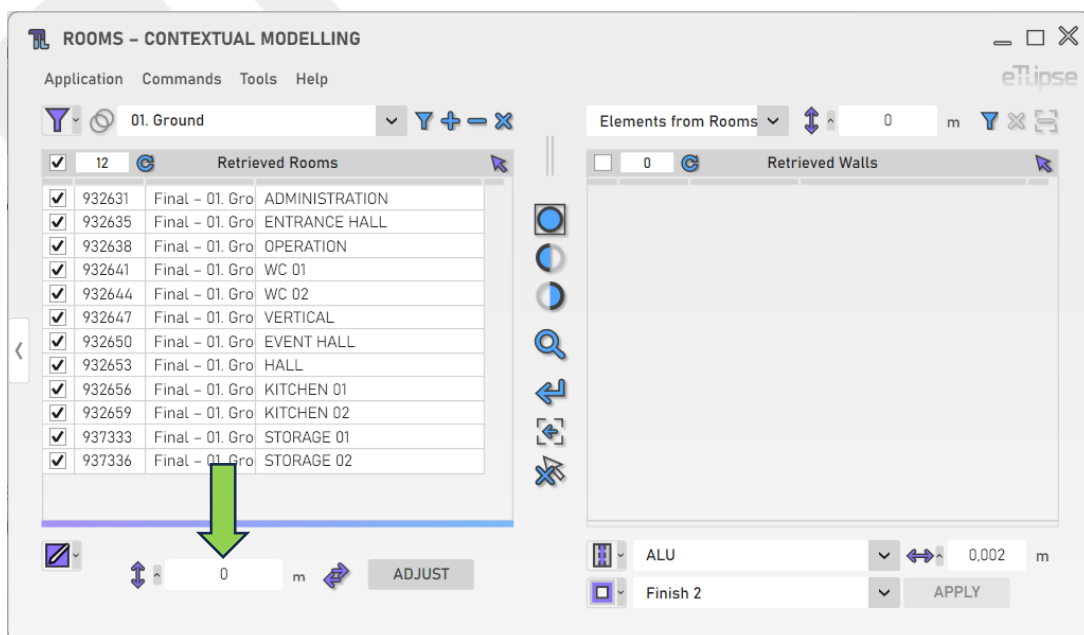 ROOMS – CONTEXTUAL MODELLING
Application Commands Tools Help
eTLipse
01. Ground
Elements from Rooms 0 m
12 Retrieved Rooms
0 Retrieved Walls
932631 Final – 01. Gro ADMINISTRATION
932635 Final – 01. Gro ENTRANCE HALL
932638 Final – 01. Gro OPERATION
932641 Final – 01. Gro WC 01
932644 Final – 01. Gro WC 02
932647 Final – 01. Gro VERTICAL
932650 Final – 01. Gro EVENT HALL
932653 Final – 01. Gro HALL
932656 Final – 01. Gro KITCHEN 01
932659 Final – 01. Gro KITCHEN 02
937333 Final – 01. Gro STORAGE 01
937336 Final – 01. Gro STORAGE 02
0 m ADJUST
ALU 0,002 m
Finish 2 APPLY